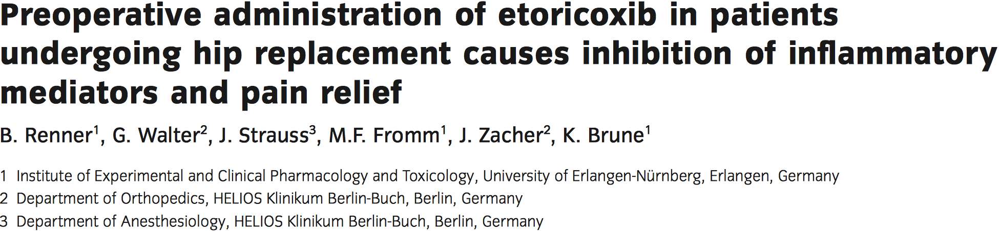 Preoperative administration of etoricoxib in patients
undergoing hip replacement causes inhibition of inflammatory
mediators and pain relief
B. Renner¹, G. Walter², J. Strauss³, M.F. Fromm¹, J. Zacher², K. Brune¹
1 Institute of Experimental and Clinical Pharmacology and Toxicology, University of Erlangen-Nürnberg, Erlangen, Germany
2 Department of Orthopedics, HELIOS Klinikum Berlin-Buch, Berlin, Germany
3 Department of Anesthesiology, HELIOS Klinikum Berlin-Buch, Berlin, Germany